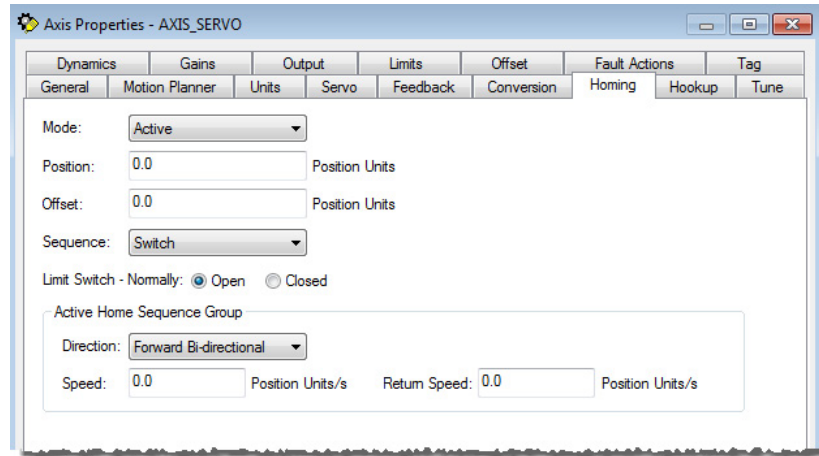 Axis Properties - AXIS_SERVO
Dynamics Gains Output Limits Offset Fault Actions Tag
General Motion Planner Units Servo Feedback Conversion Homing Hookup Tune
Mode: Active
Position: 0.0 Position Units
Offset: 0.0 Position Units
Sequence: Switch
Limit Switch - Normally: Open Closed
Active Home Sequence Group
Direction: Forward Bi-directional
Speed: 0.0 Position Units/s Return Speed: 0.0 Position Units/s